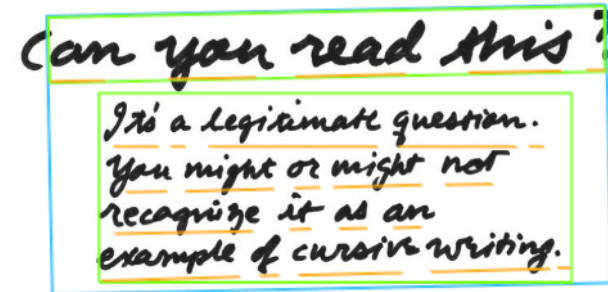 Can you read this?
It's a legitimate question.
You might or might not
recognize it as an
example of cursive writing.